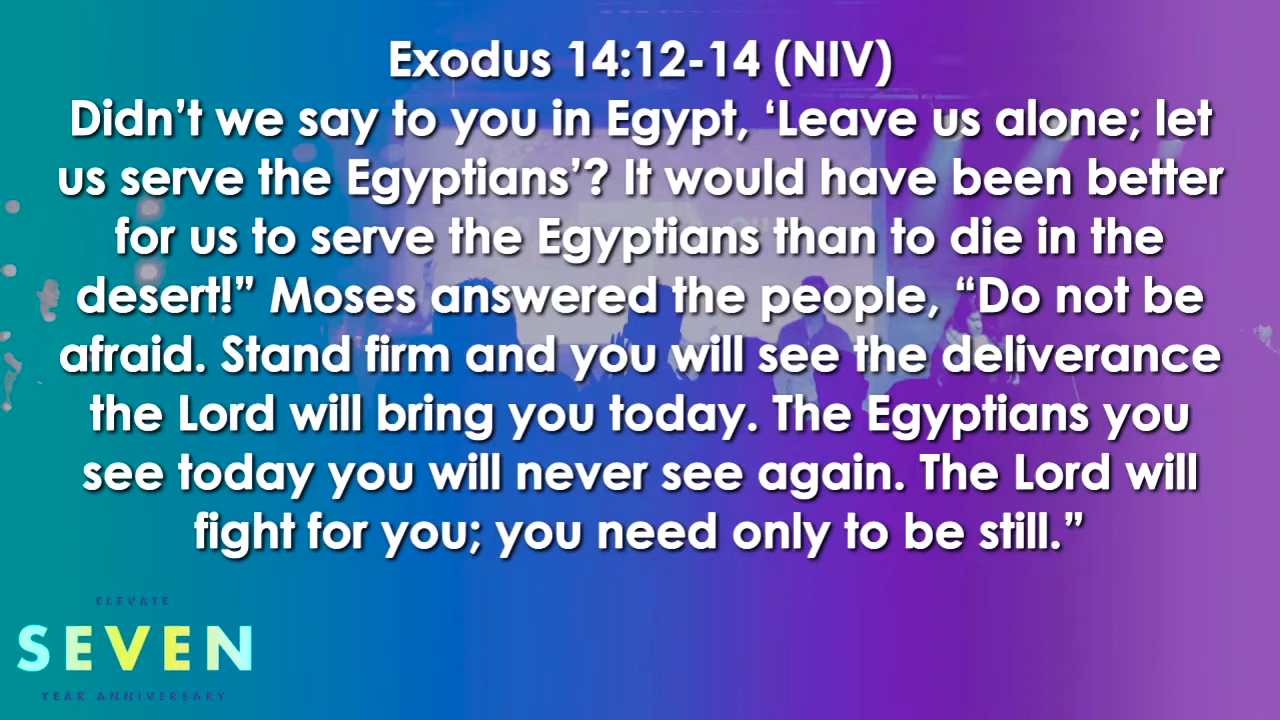 Exodus 14:12-14 (NIV)
Didn’t we say to you in Egypt, ‘Leave us alone; let
us serve the Egyptians’? It would have been better
for us to serve the Egyptians than to die in the
desert!” Moses answered the people, “Do not be
afraid. Stand firm and you will see the deliverance
the Lord will bring you today. The Egyptians you
see today you will never see again. The Lord will
fight for you; you need only to be still.”
ELEVATE
SEVEN
YEAR ANNIVERSARY